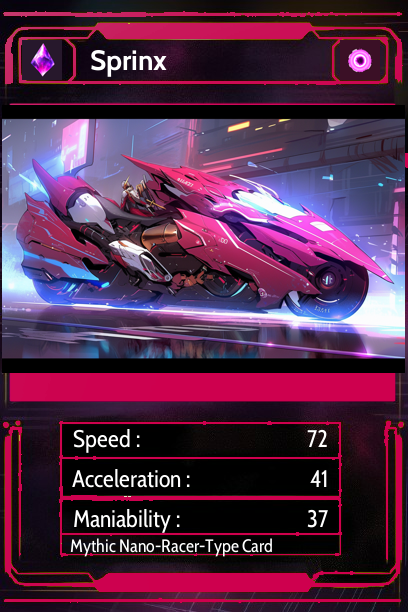 Sprinx
Speed : 72
Acceleration : 41
Maniability : 37
Mythic Nano-Racer-Type Card